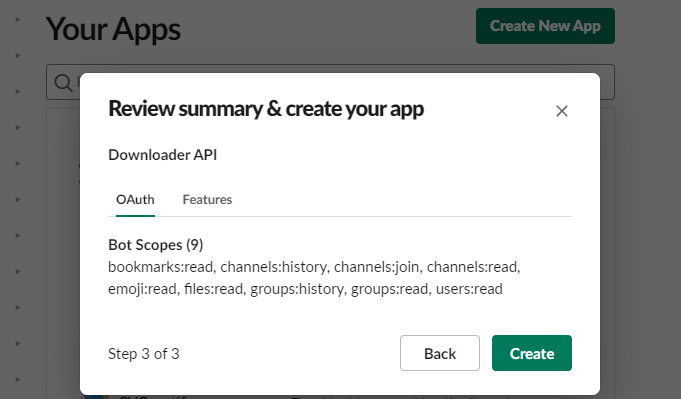 Your Apps
Create New App
Review summary & create your app
Downloader API
OAuth
Features
Bot Scopes (9)
bookmarks:read, channels:history, channels:join, channels:read,
emoji:read, files:read, groups:history, groups:read, users:read
Step 3 of 3
Back
Create